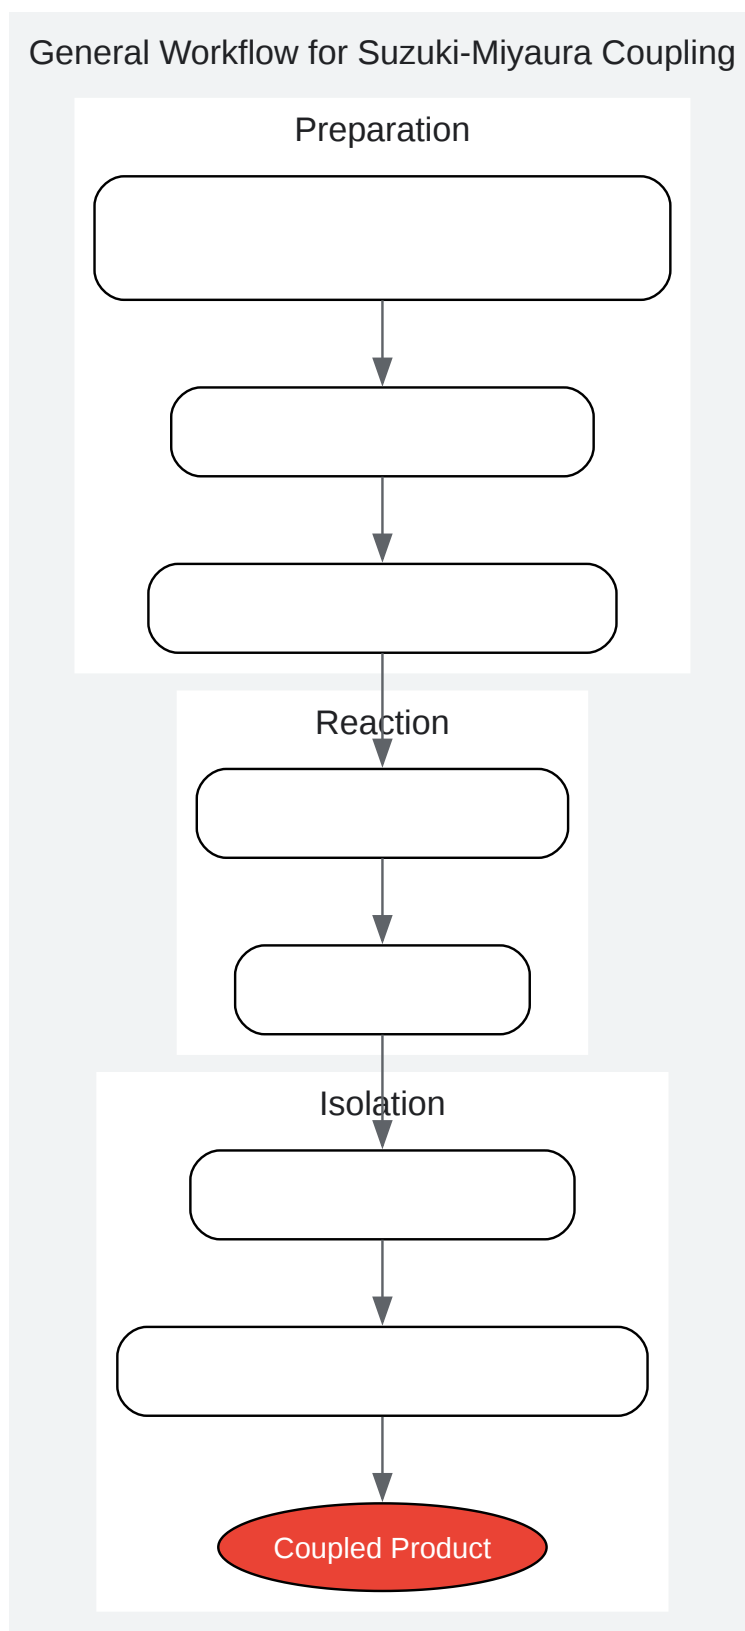 General Workflow for Suzuki-Miyaura Coupling
Preparation
Reaction
Isolation
Coupled Product